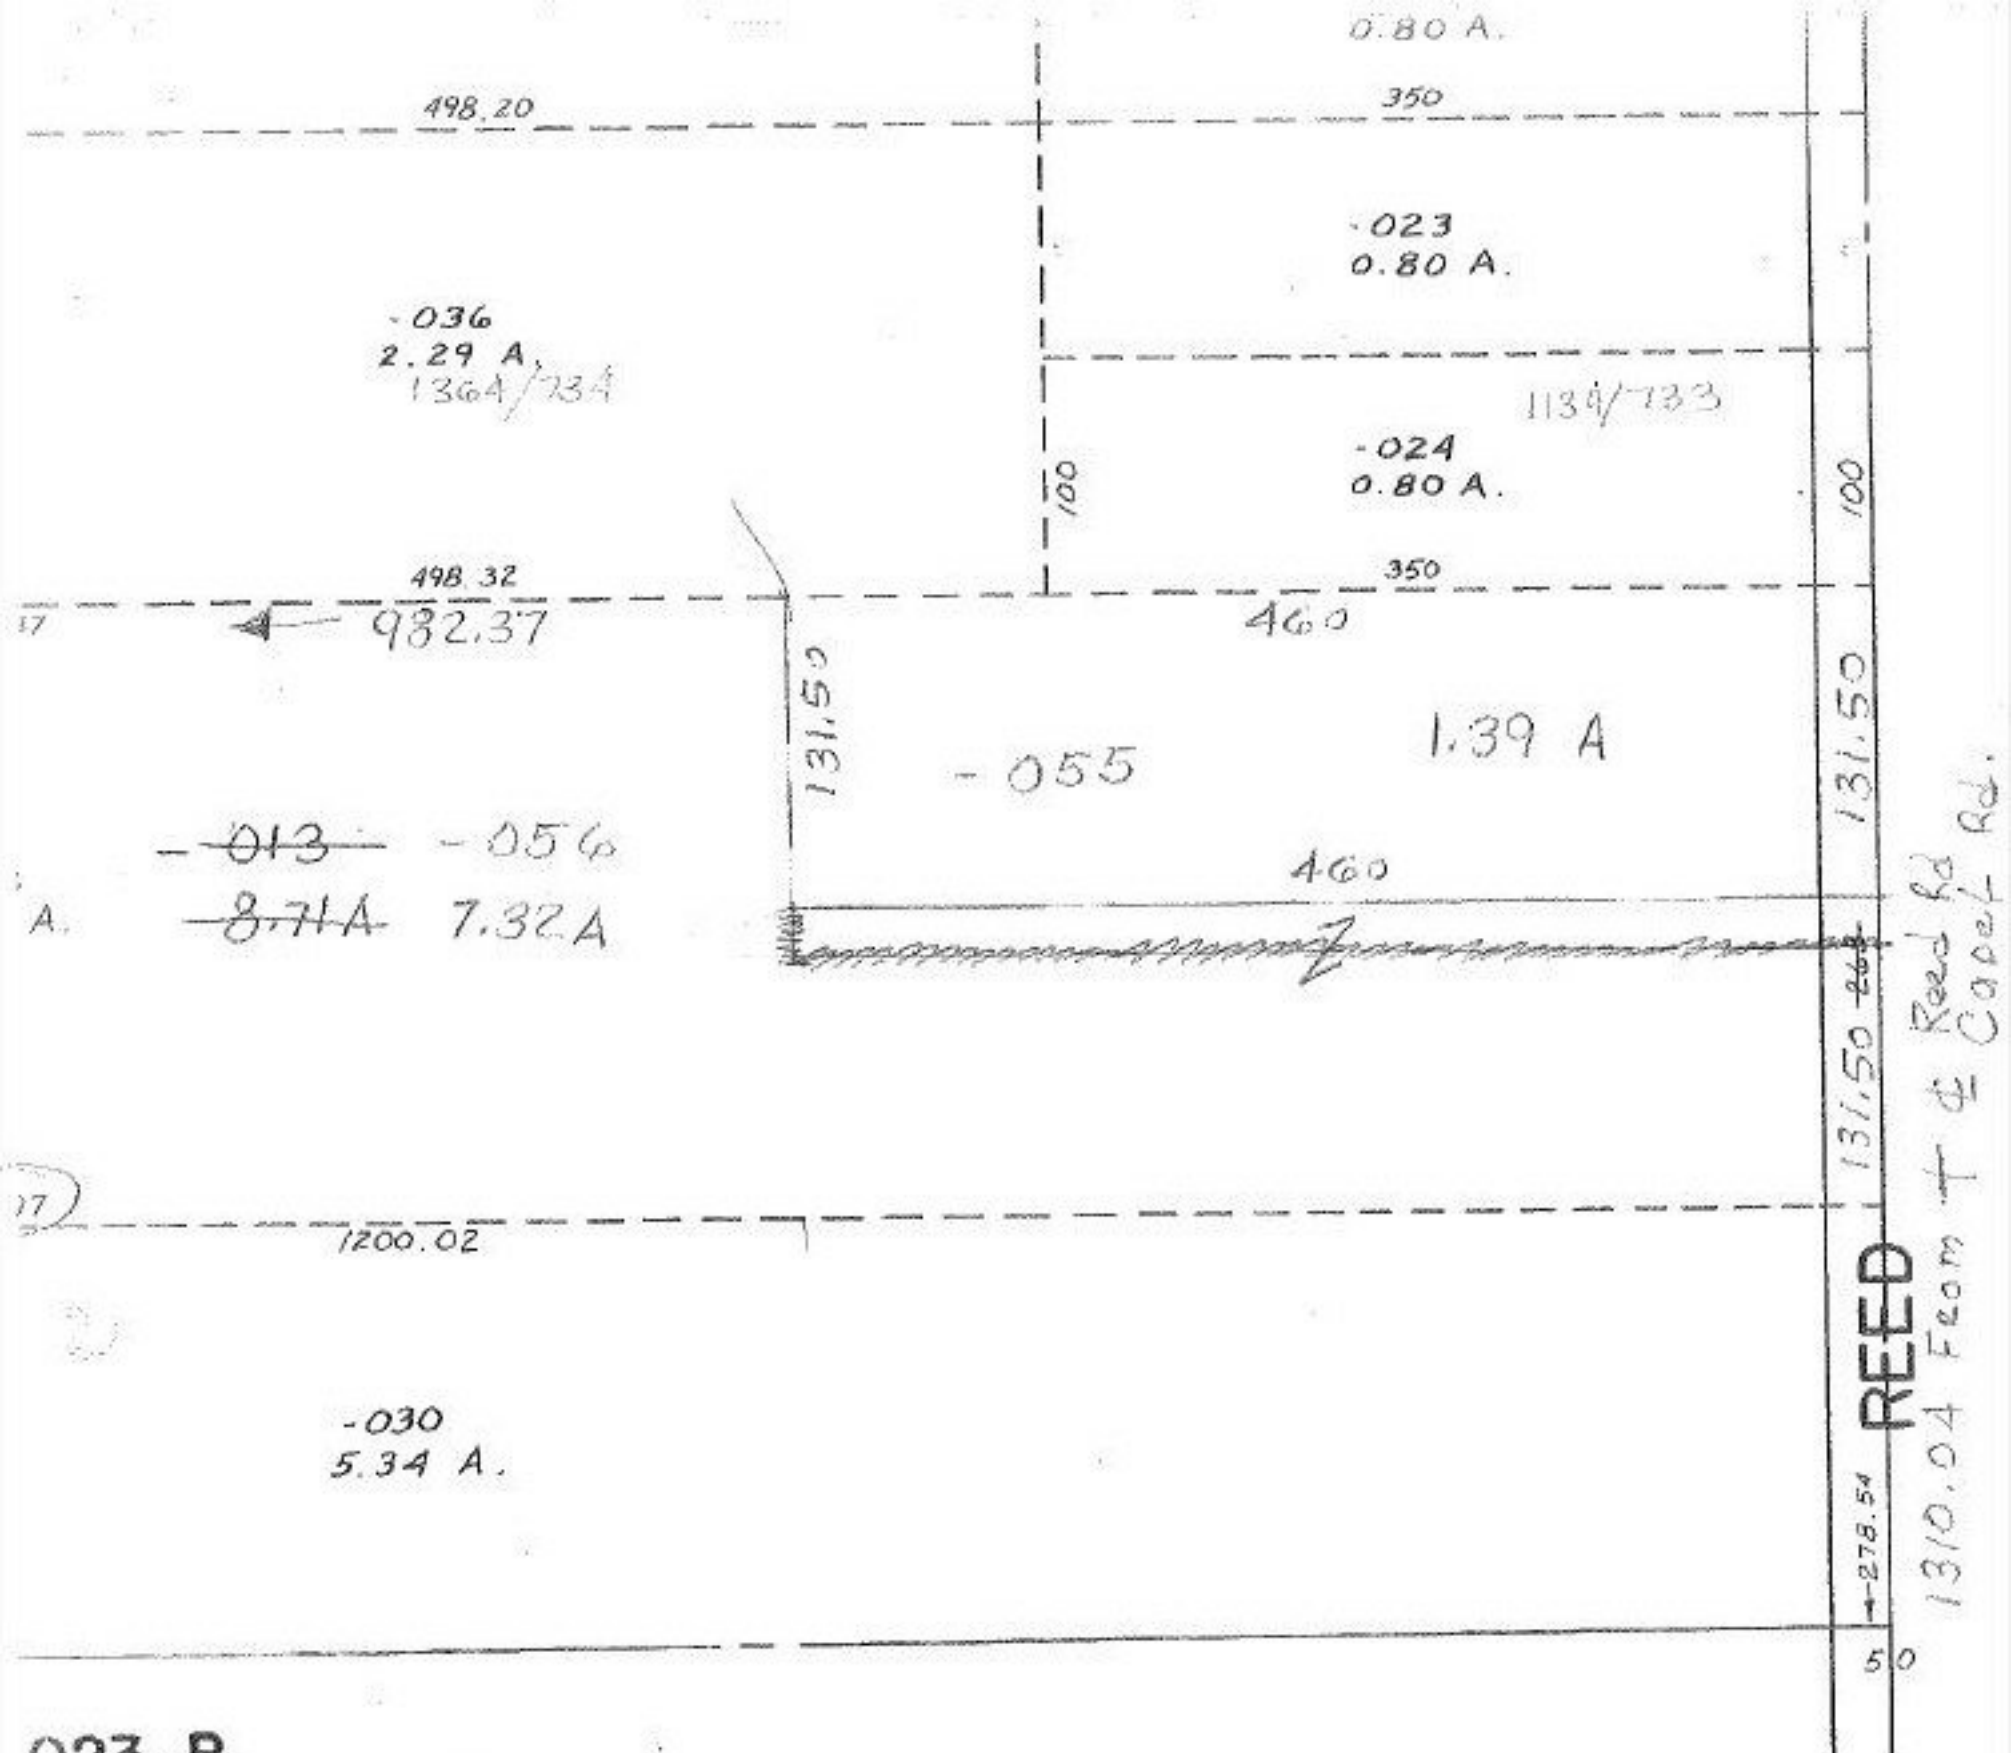 0.80 A.
498.20
350
-023
0.80 A.
-036
2.29 A.
1364/734
1134/733
-024
0.80 A.
100
100
498.32
350
17
982.37
460
131.50
131.50
-055
1.39 A
-013 -056
460
A. 8.71A 7.32A
131.50
Reed Rd
Capel Rd.
17
1200.02
REED
1310.04 From + ℄
-030
5.34 A.
278.54
50